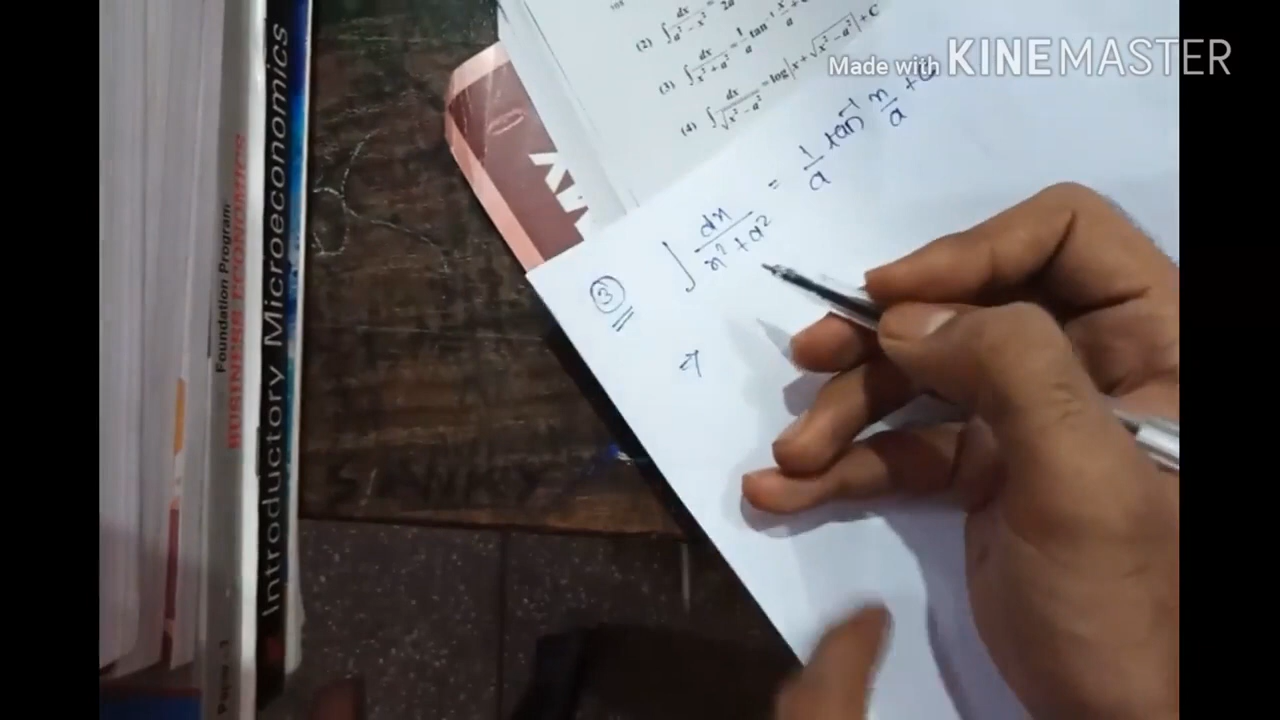 (2) ∫ dx / a² − x² = 2a
(3) ∫ dx / x² + a² = 1/a tan⁻¹ x/a +
(4) ∫ dx / √x² − a² = log|x + √x² − a²| + C
Made with KINEMASTER
③ ∫ dx / x² + a² = 1/a tan⁻¹ x/a + C
⇒
Foundation Program
BUSINESS ECONOMICS
Introductory Microeconomics